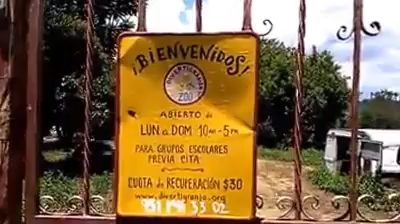 ¡BIENVENIDOS!
DIVERTIGRANJA
ZOO
ABIERTO de
LUN a DOM 10AM - 5PM
PARA GRUPOS ESCOLARES
PREVIA CITA
CUOTA de RECUPERACIÓN $30
www.divertigranja.org